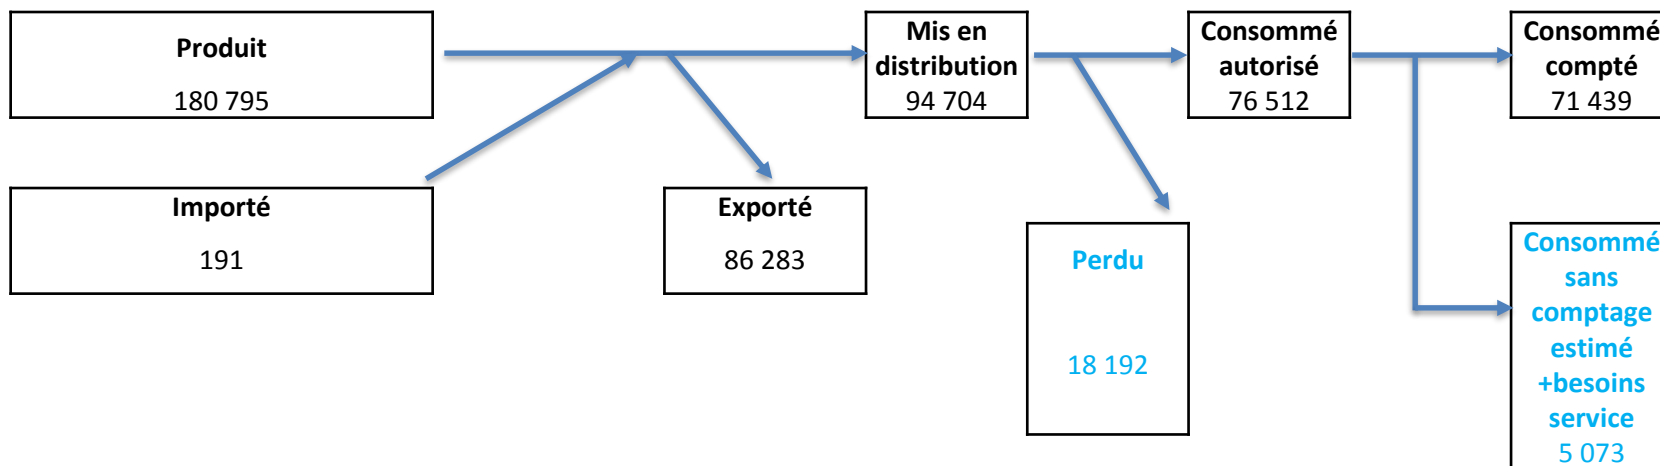 Produit
180 795
Mis en
distribution
94 704
Consommé
autorisé
76 512
Consommé
compté
71 439
Importé
191
Exporté
86 283
Perdu
18 192
Consommé
sans
comptage
estimé
+besoins
service
5 073